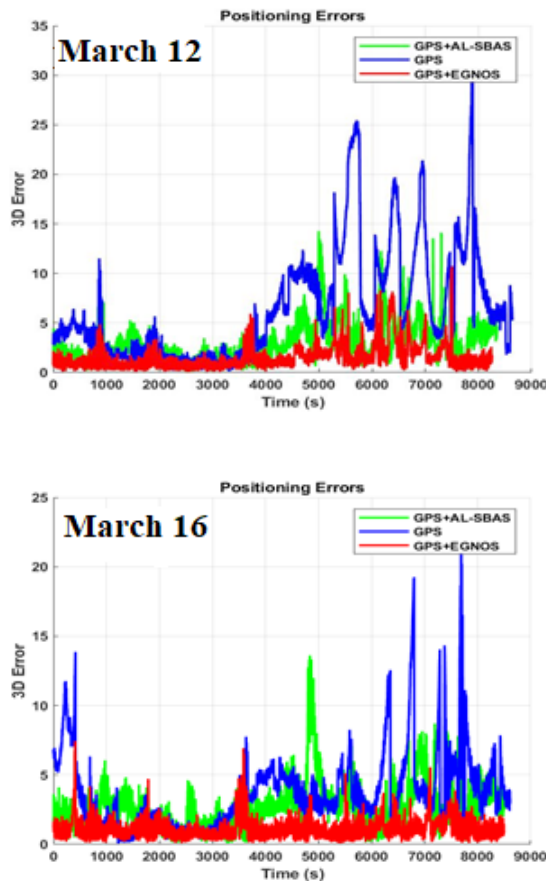 Positioning Errors
March 12
GPS+AL-SBAS
GPS
GPS+EGNOS
35
30
25
20
15
10
5
0
3D Error
0 1000 2000 3000 4000 5000 6000 7000 8000 9000
Time (s)
Positioning Errors
March 16
GPS+AL-SBAS
GPS
GPS+EGNOS
25
20
15
10
5
0
3D Error
0 1000 2000 3000 4000 5000 6000 7000 8000 9000
Time (s)